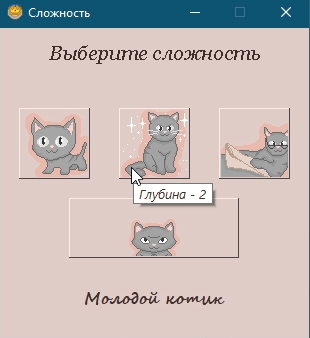 Сложность
Выберите сложность
Глубина - 2
Молодой котик